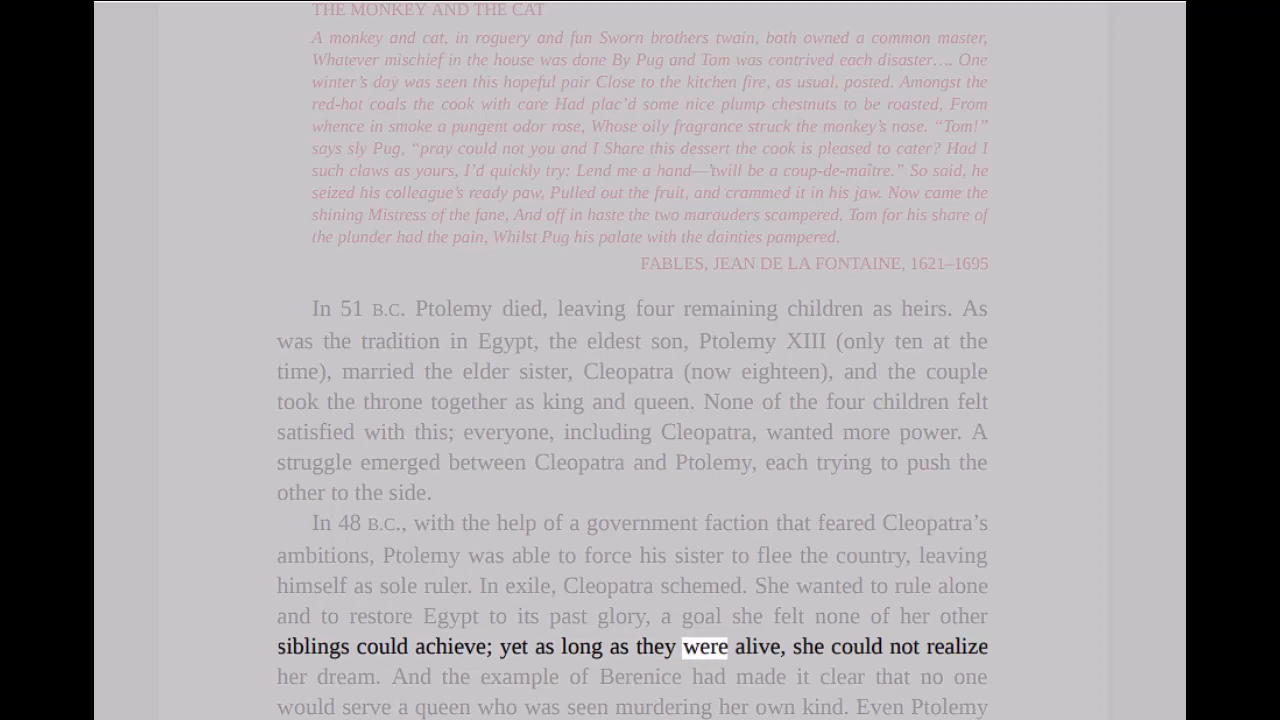 THE MONKEY AND THE CAT
A monkey and cat, in roguery and fun Sworn brothers twain, both owned a common master,
Whatever mischief in the house was done By Pug and Tom was contrived each disaster.... One
winter’s day was seen this hopeful pair Close to the kitchen fire, as usual, posted. Amongst the
red-hot coals the cook with care Had plac’d some nice plump chestnuts to be roasted, From
whence in smoke a pungent odor rose, Whose oily fragrance struck the monkey’s nose. “Tom!”
says sly Pug, “pray could not you and I Share this dessert the cook is pleased to cater? Had I
such claws as yours, I’d quickly try: Lend me a hand—’twill be a coup-de-maître.” So said, he
seized his colleague’s ready paw, Pulled out the fruit, and crammed it in his jaw. Now came the
shining Mistress of the fane, And off in haste the two marauders scampered. Tom for his share of
the plunder had the pain, Whilst Pug his palate with the dainties pampered.
FABLES, JEAN DE LA FONTAINE, 1621–1695
In 51 B.C. Ptolemy died, leaving four remaining children as heirs. As
was the tradition in Egypt, the eldest son, Ptolemy XIII (only ten at the
time), married the elder sister, Cleopatra (now eighteen), and the couple
took the throne together as king and queen. None of the four children felt
satisfied with this; everyone, including Cleopatra, wanted more power. A
struggle emerged between Cleopatra and Ptolemy, each trying to push the
other to the side.
In 48 B.C., with the help of a government faction that feared Cleopatra’s
ambitions, Ptolemy was able to force his sister to flee the country, leaving
himself as sole ruler. In exile, Cleopatra schemed. She wanted to rule alone
and to restore Egypt to its past glory, a goal she felt none of her other
siblings could achieve; yet as long as they were alive, she could not realize
her dream. And the example of Berenice had made it clear that no one
would serve a queen who was seen murdering her own kind. Even Ptolemy